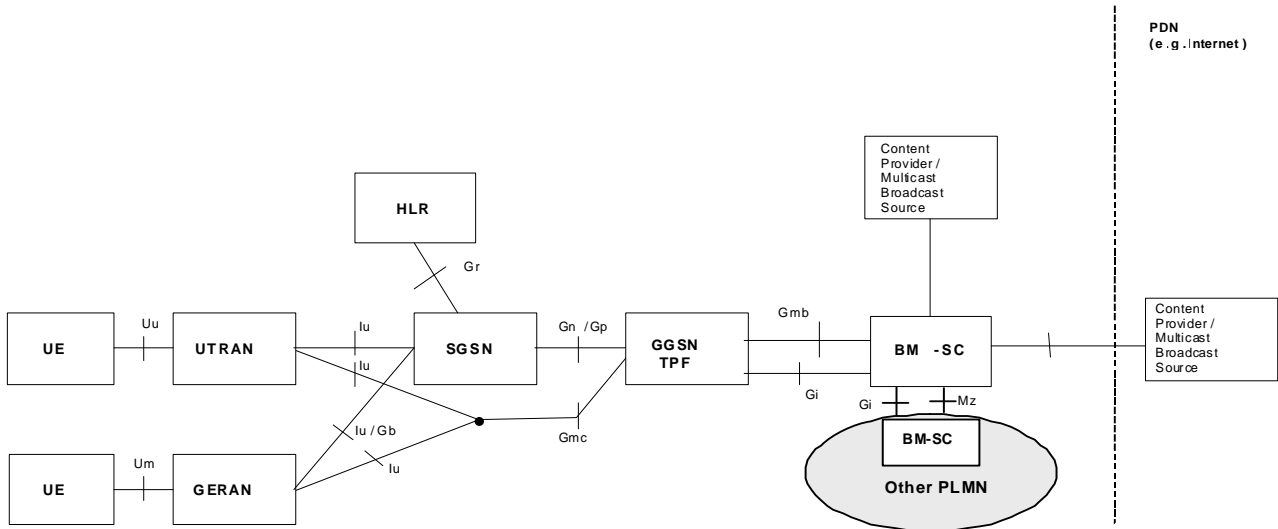 PDN
(e.g.Internet)
Content
Provider /
Multicast
Broadcast
Source
HLR
Gr
Uu
Iu
Gn / Gp
Gmb
Content
Provider /
Multicast
Broadcast
Source
UE
UTRAN
SGSN
GGSN
TPF
BM -SC
Iu
Gi
Gi
Mz
Iu / Gb
Gmc
BM-SC
Um
Iu
UE
GERAN
Other PLMN